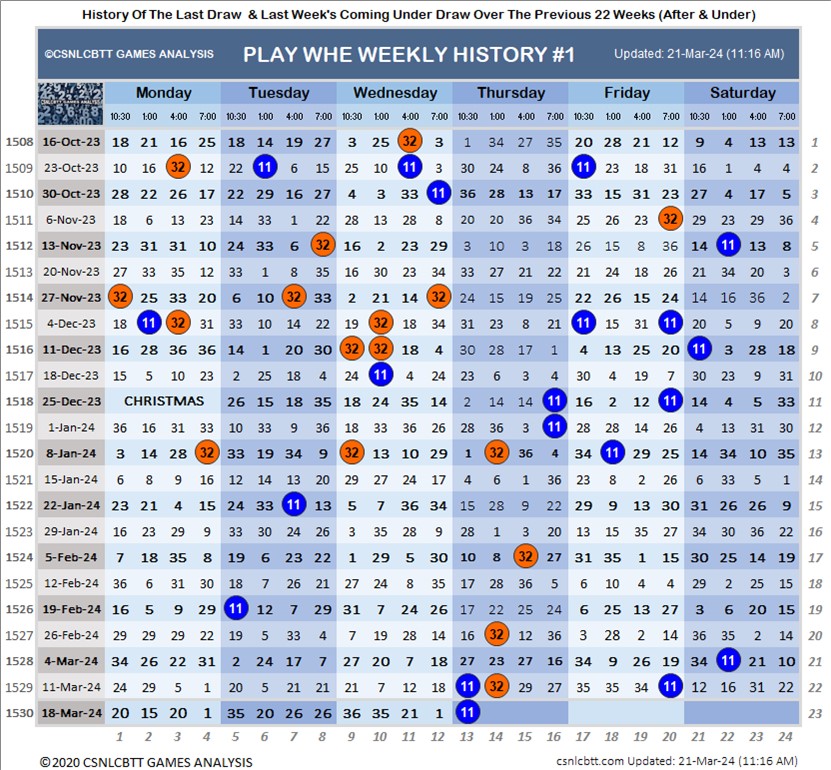 History Of The Last Draw & Last Week's Coming Under Draw Over The Previous 22 Weeks (After & Under)
©CSNLCBTT GAMES ANALYSIS PLAY WHE WEEKLY HISTORY #1 Updated: 21-Mar-24 (11:16 AM)
Monday Tuesday Wednesday Thursday Friday Saturday
10:30 1:00 4:00 7:00 10:30 1:00 4:00 7:00 10:30 1:00 4:00 7:00 10:30 1:00 4:00 7:00 10:30 1:00 4:00 7:00 10:30 1:00 4:00 7:00
1508 16-Oct-23 18 21 16 25 18 14 19 27 3 25 32 3 1 34 27 35 20 28 21 12 9 4 13 13 1
1509 23-Oct-23 10 16 32 12 22 11 6 15 25 10 11 13 30 24 8 36 11 23 18 31 16 1 4 4 2
1510 30-Oct-23 28 22 26 17 22 29 16 27 4 3 33 11 36 28 13 17 33 15 31 23 27 4 17 5 3
1511 6-Nov-23 18 6 13 23 14 33 1 22 28 13 28 8 20 20 36 34 25 26 23 32 29 23 29 36 4
1512 13-Nov-23 23 31 31 10 24 33 6 32 16 2 23 29 3 10 3 18 26 15 8 36 14 11 13 8 5
1513 20-Nov-23 27 33 35 12 33 1 8 35 16 30 23 34 33 27 21 22 21 24 18 26 21 34 20 3 6
1514 27-Nov-23 32 25 33 20 6 10 32 33 2 21 14 32 24 15 19 25 22 26 15 24 14 16 36 2 7
1515 4-Dec-23 18 11 32 31 33 10 14 22 19 32 18 34 31 23 8 21 11 15 31 11 20 5 9 20 8
1516 11-Dec-23 16 28 36 36 14 1 20 30 32 32 18 4 30 28 17 1 4 13 25 20 11 3 28 18 9
1517 18-Dec-23 15 5 10 23 2 25 18 4 24 11 4 24 23 6 3 4 30 4 19 7 30 23 9 31 10
1518 25-Dec-23 CHRISTMAS 26 15 18 35 18 24 35 14 2 14 14 11 16 2 12 11 14 4 5 33 11
1519 1-Jan-24 36 16 31 33 10 33 1 36 18 33 36 26 28 36 3 11 28 28 14 26 4 13 31 30 12
1520 8-Jan-24 3 14 28 32 33 19 34 9 32 13 10 29 1 32 36 4 34 11 29 25 14 34 10 35 13
1521 15-Jan-24 6 8 9 16 12 14 13 20 29 27 24 17 4 36 14 21 23 8 2 26 6 33 5 1 14
1522 22-Jan-24 23 21 4 15 24 33 11 13 5 7 36 34 15 28 9 22 29 9 13 30 31 26 26 9 15
1523 29-Jan-24 16 23 29 9 33 30 24 26 3 35 28 9 28 1 3 20 13 15 35 27 34 30 36 22 16
1524 5-Feb-24 7 18 35 8 19 6 23 22 1 29 5 30 10 8 32 27 31 35 1 15 30 25 14 19 17
1525 12-Feb-24 36 6 31 30 18 7 26 21 27 24 8 35 17 28 36 5 6 10 4 4 29 2 25 15 18
1526 19-Feb-24 16 5 9 29 11 12 7 29 31 7 24 26 17 22 25 24 6 25 13 27 3 6 20 15 19
1527 26-Feb-24 29 29 29 22 19 5 33 4 7 19 28 14 16 32 12 36 3 28 2 14 36 35 2 14 20
1528 4-Mar-24 34 26 22 31 2 24 17 7 27 20 7 18 27 23 27 16 34 9 26 19 34 11 21 10 21
1529 11-Mar-24 24 29 5 1 20 5 21 21 21 7 12 18 11 32 29 27 35 35 34 11 12 16 31 22 22
1530 18-Mar-24 20 15 20 1 35 20 26 26 36 35 21 1 11 23
1 2 3 4 5 6 7 8 9 10 11 12 13 14 15 16 17 18 19 20 21 22 23 24
©2020 CSNLCBTT GAMES ANALYSIS csnlcbtt.com Updated: 21-Mar-24 (11:16 AM)